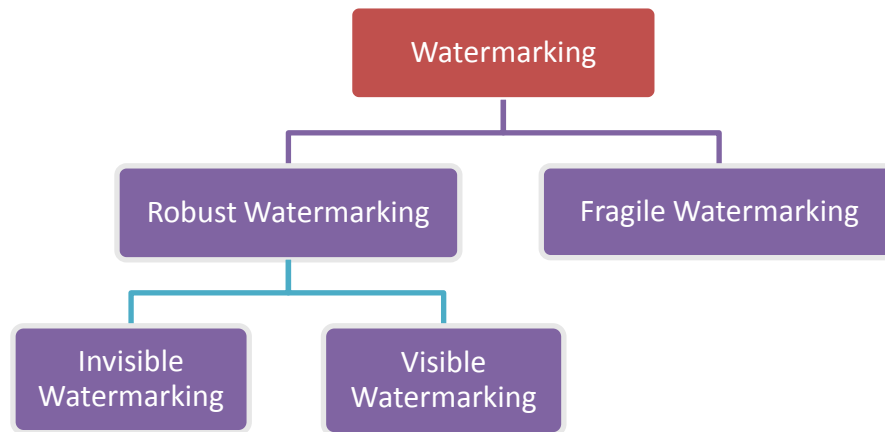 Watermarking
Robust Watermarking
Fragile Watermarking
Invisible
Watermarking
Visible
Watermarking